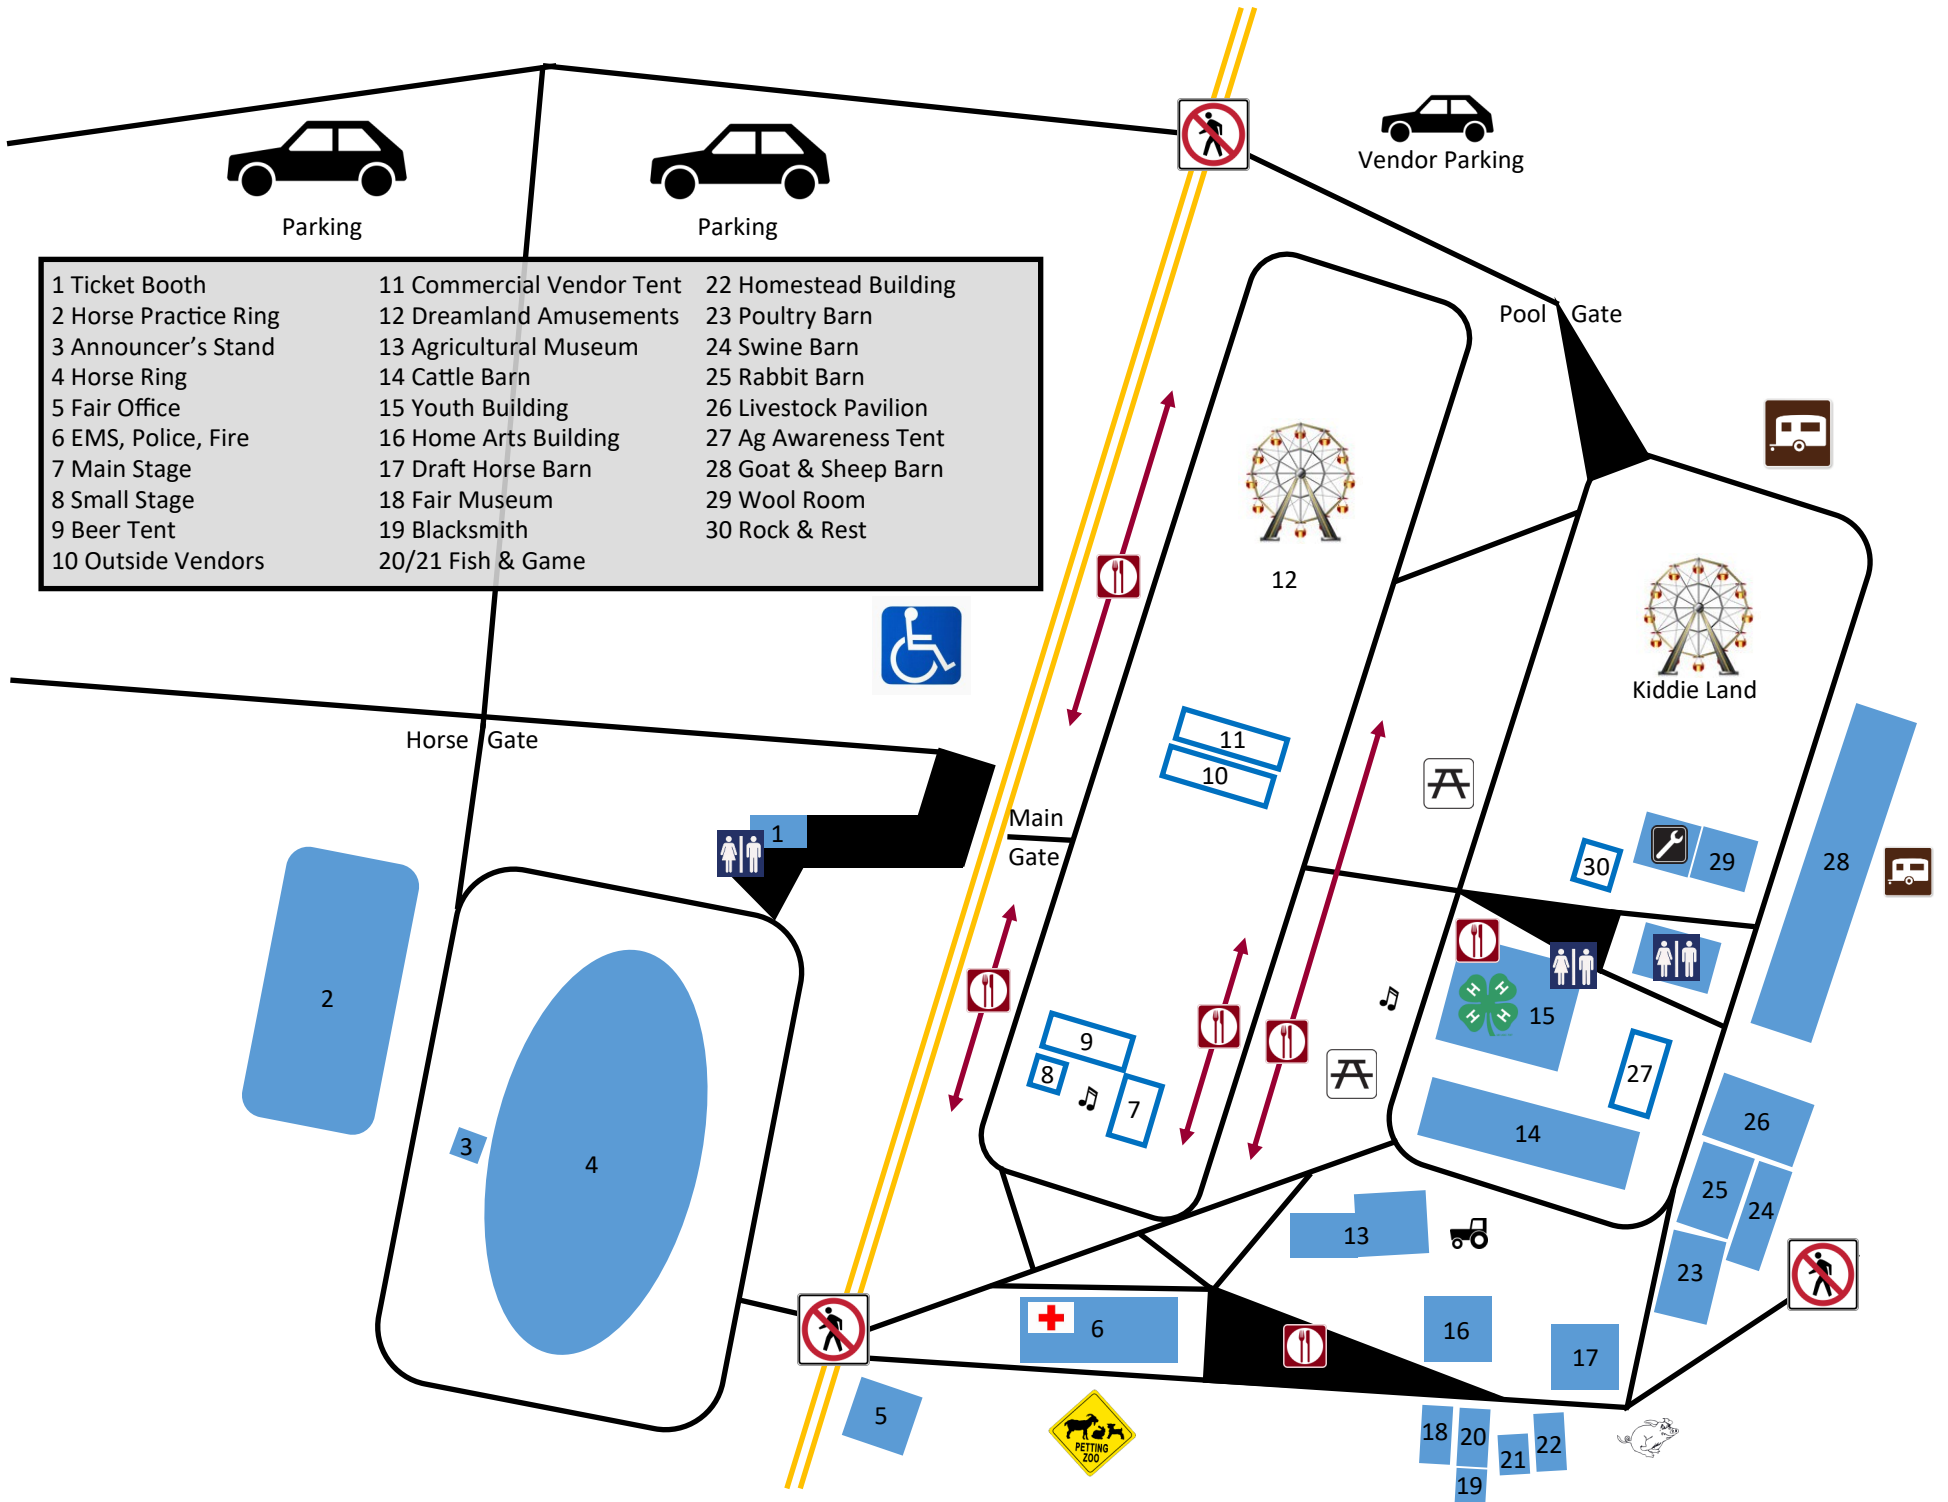 Vendor Parking
Parking
Parking
1 Ticket Booth
2 Horse Practice Ring
3 Announcer's Stand
4 Horse Ring
5 Fair Office
6 EMS, Police, Fire
7 Main Stage
8 Small Stage
9 Beer Tent
10 Outside Vendors
11 Commercial Vendor Tent
12 Dreamland Amusements
13 Agricultural Museum
14 Cattle Barn
15 Youth Building
16 Home Arts Building
17 Draft Horse Barn
18 Fair Museum
19 Blacksmith
20/21 Fish & Game
22 Homestead Building
23 Poultry Barn
24 Swine Barn
25 Rabbit Barn
26 Livestock Pavilion
27 Ag Awareness Tent
28 Goat & Sheep Barn
29 Wool Room
30 Rock & Rest
Pool Gate
12
Kiddie Land
Horse Gate
11
10
Main
Gate
1
30
29
28
2
9
8
7
H H
H H
15
27
3
4
14
26
25
24
13
23
6
16
17
5
PETTING
ZOO
18
20
21
22
19